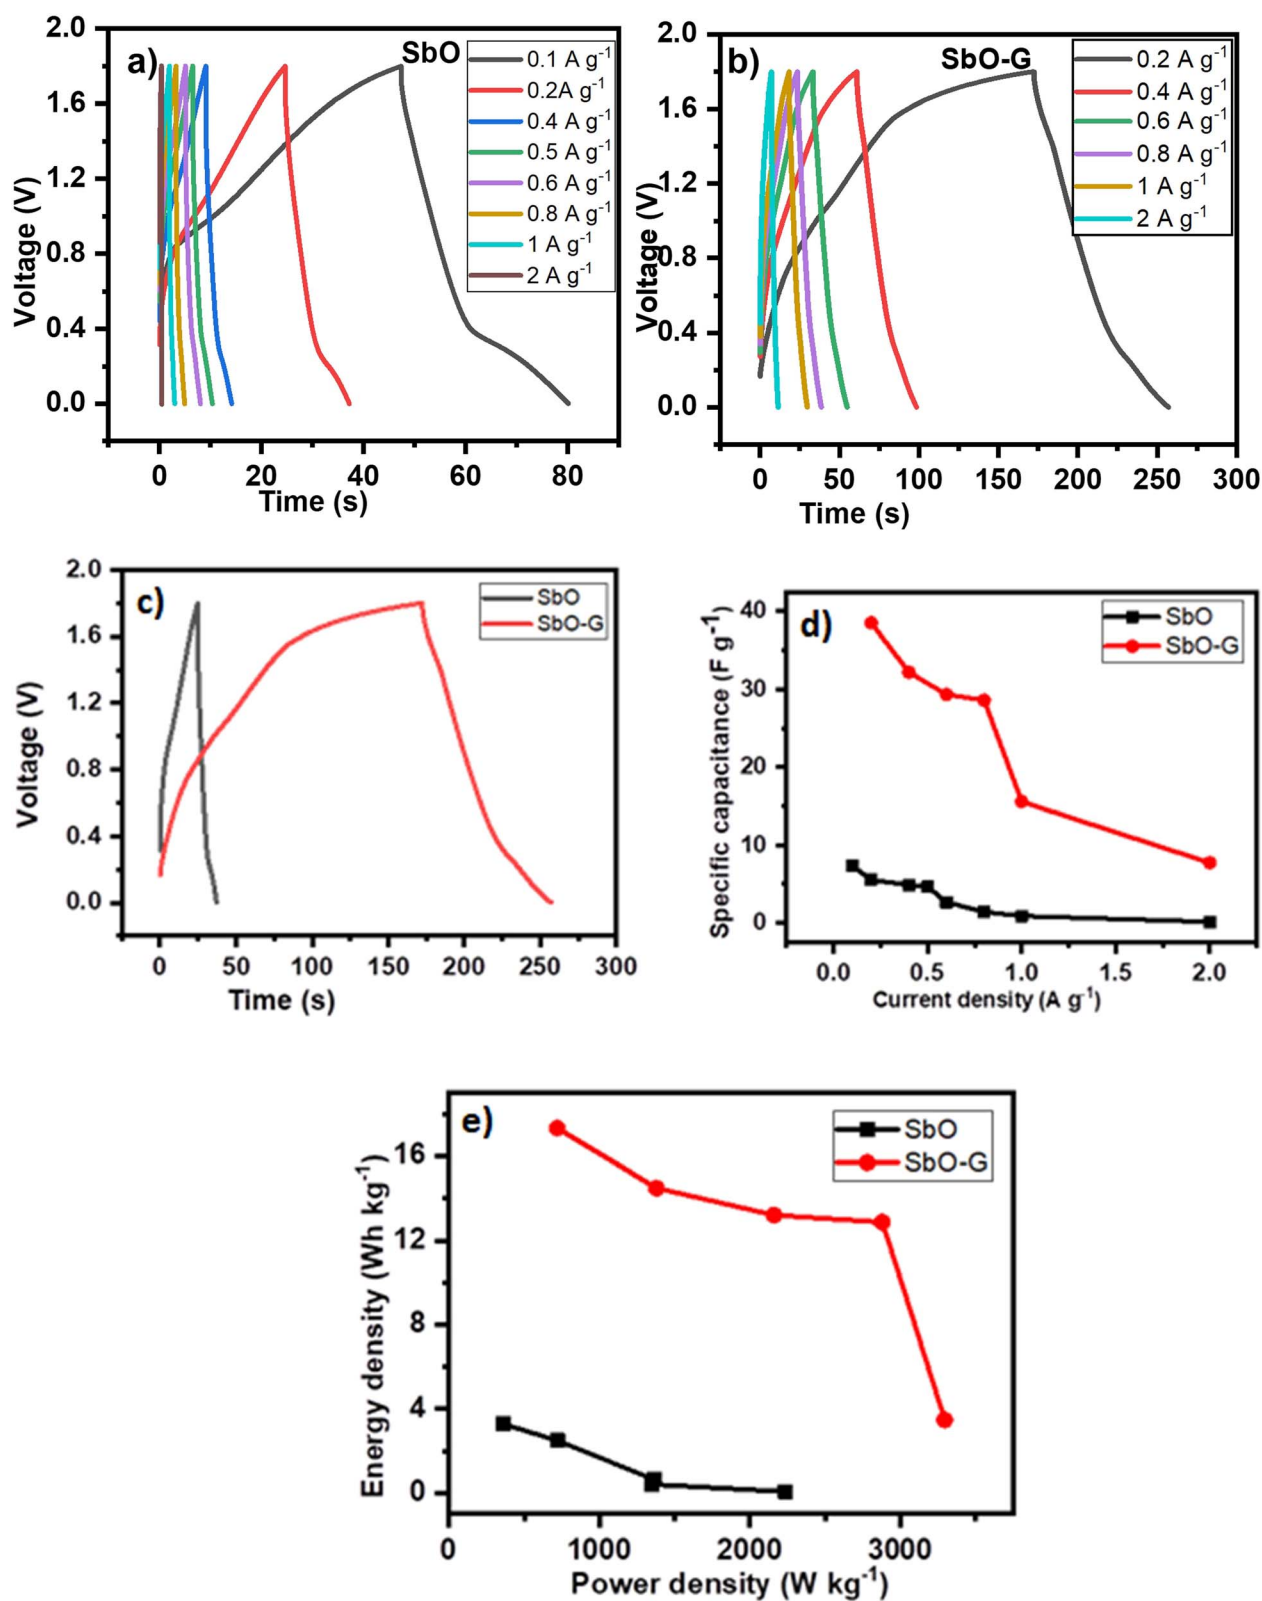 a)
SbO
0.1 A g⁻¹
0.2A g⁻¹
0.4 A g⁻¹
0.5 A g⁻¹
0.6 A g⁻¹
0.8 A g⁻¹
1 A g⁻¹
2 A g⁻¹
2.0
1.6
1.2
0.8
0.4
0.0
Voltage (V)
0 20 40 60 80
Time (s)
b)
SbO-G
0.2 A g⁻¹
0.4 A g⁻¹
0.6 A g⁻¹
0.8 A g⁻¹
1 A g⁻¹
2 A g⁻¹
2.0
1.6
1.2
0.8
0.4
0.0
Voltage (V)
0 50 100 150 200 250 300
Time (s)
c)
SbO
SbO-G
2.0
1.6
1.2
0.8
0.4
0.0
Voltage (V)
0 50 100 150 200 250 300
Time (s)
d)
SbO
SbO-G
40
30
20
10
0
Specific capacitance (F g⁻¹)
0.0 0.5 1.0 1.5 2.0
Current density (A g⁻¹)
e)
SbO
SbO-G
16
12
8
4
0
Energy density (Wh kg⁻¹)
0 1000 2000 3000
Power density (W kg⁻¹)